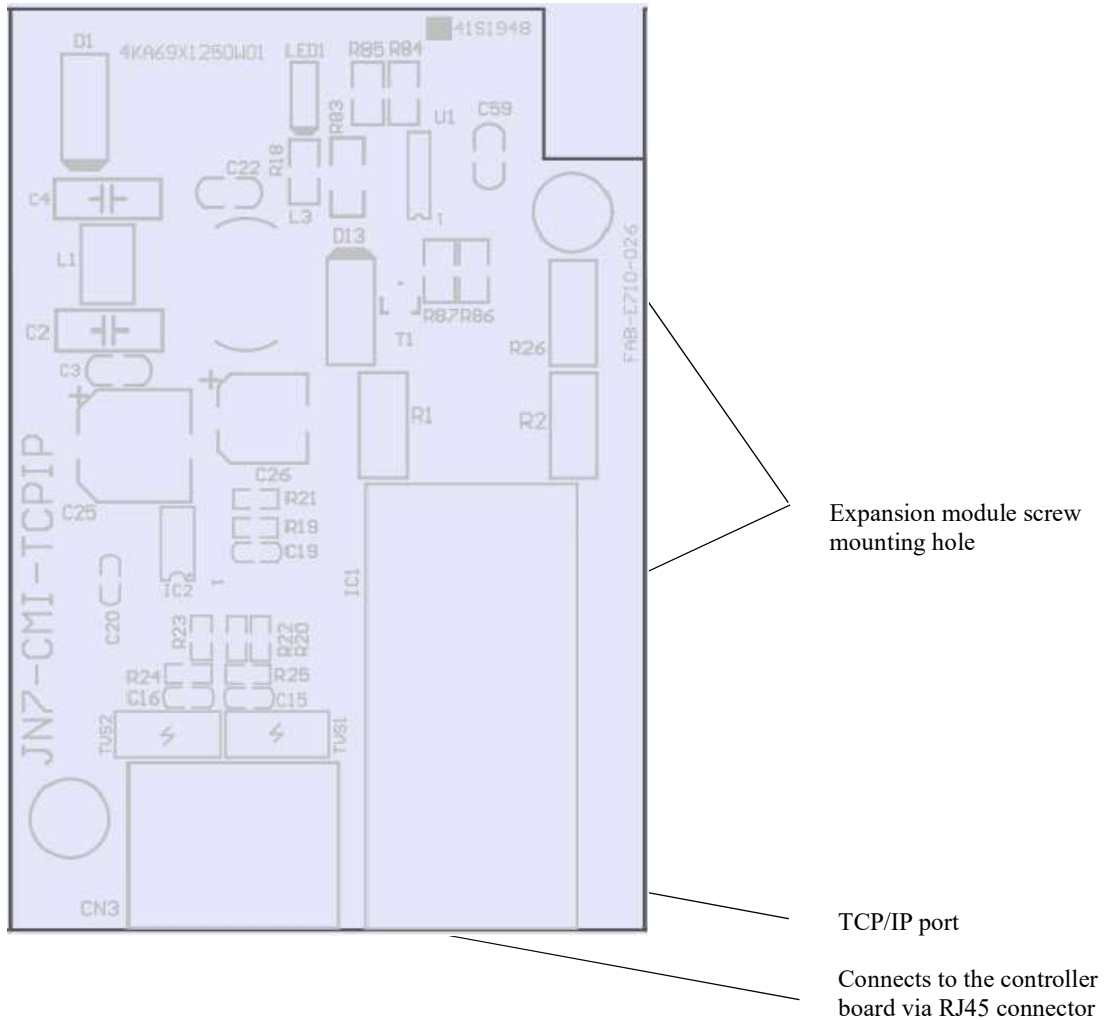 D1
4KA69X1250W01
LED1
R85
R84
41S1948
R83
U1
C59
R18
C22
C4
L3
L1
D13
FAB-E710-026
C2
R87
R86
T1
R26
C3
R1
R2
C26
C25
R21
R19
C19
IC1
IC2
C20
R23
R22
R20
R24
R25
C16
C15
TVS2
TVS1
JN7-CMI-TCPIP
CN3
Expansion module screw
mounting hole
TCP/IP port
Connects to the controller
board via RJ45 connector